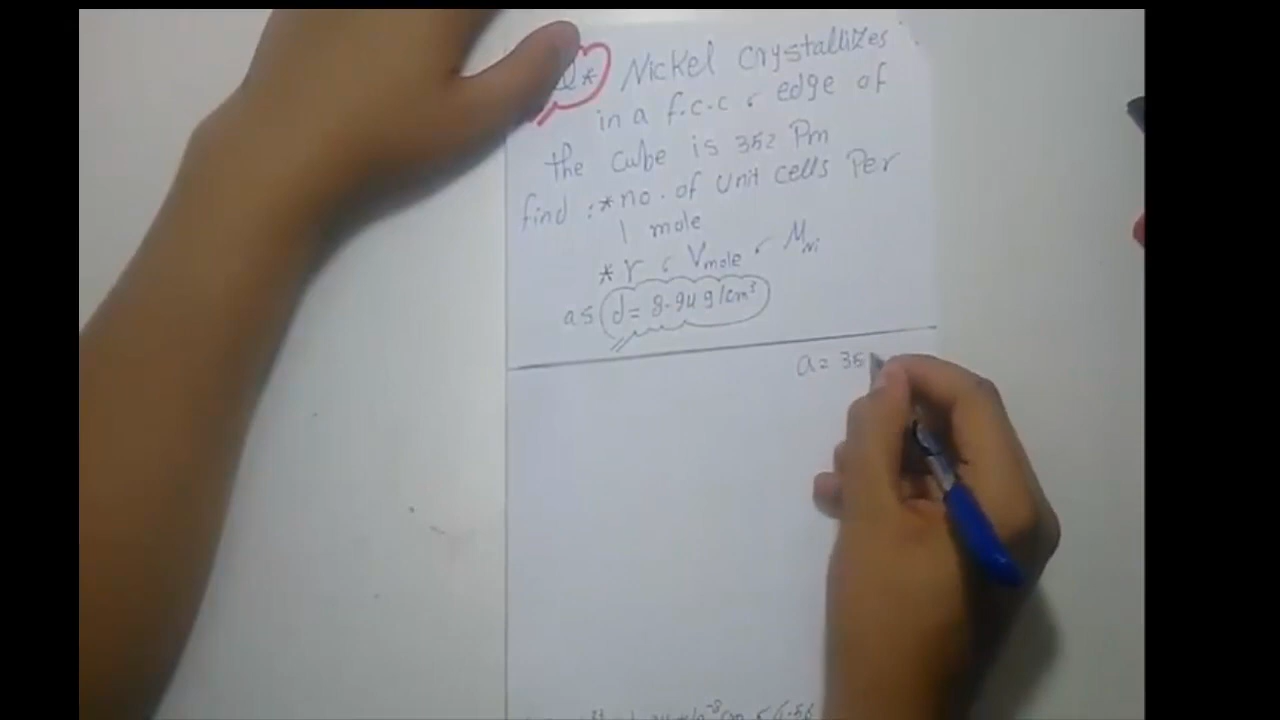 * Nickel crystallizes
in a f.c.c ، edge of
the cube is 352 Pm
find : * no. of unit cells Per
1 mole
* r ، Vmole ، MNi
as d = 8.94 g/cm³
a = 35